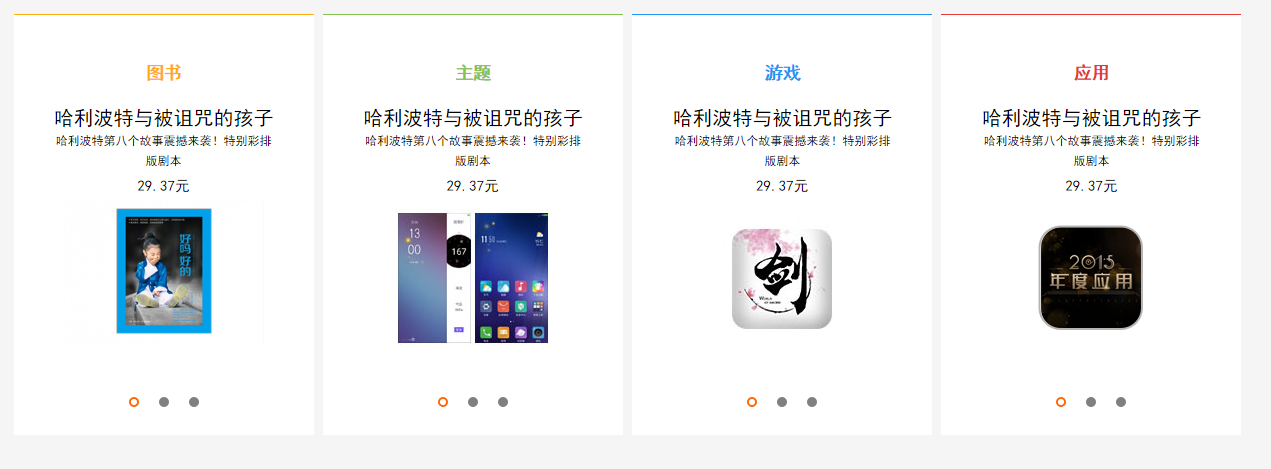 图书
哈利波特与被诅咒的孩子
哈利波特第八个故事震撼来袭！特别彩排
版剧本
29.37元
好吗好的
主题
哈利波特与被诅咒的孩子
哈利波特第八个故事震撼来袭！特别彩排
版剧本
29.37元
13
00
167
11
游戏
哈利波特与被诅咒的孩子
哈利波特第八个故事震撼来袭！特别彩排
版剧本
29.37元
剑
应用
哈利波特与被诅咒的孩子
哈利波特第八个故事震撼来袭！特别彩排
版剧本
29.37元
2015
年度应用